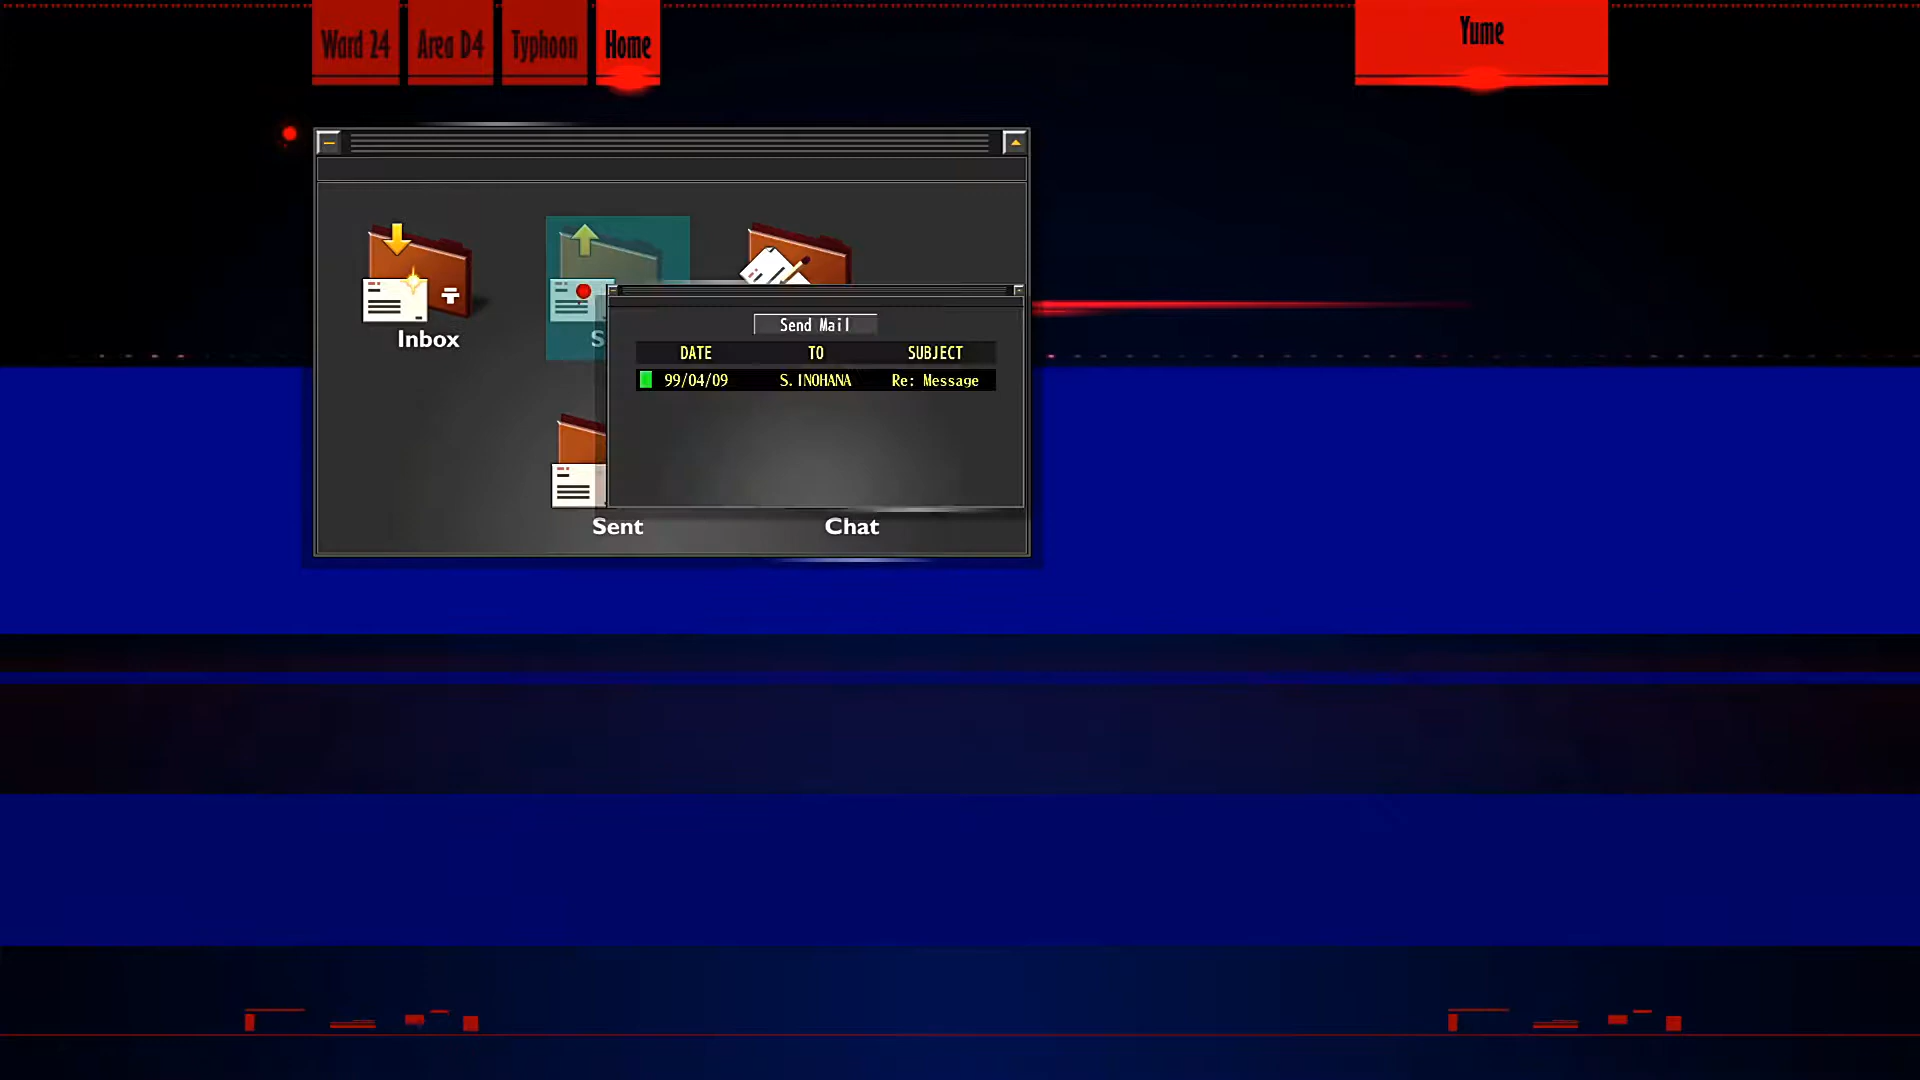 Ward 24
Area D4
Typhoon
Home
Yume
Inbox
Send Mail
DATE TO SUBJECT
99/04/09 S.INOHANA Re: Message
Sent
Chat